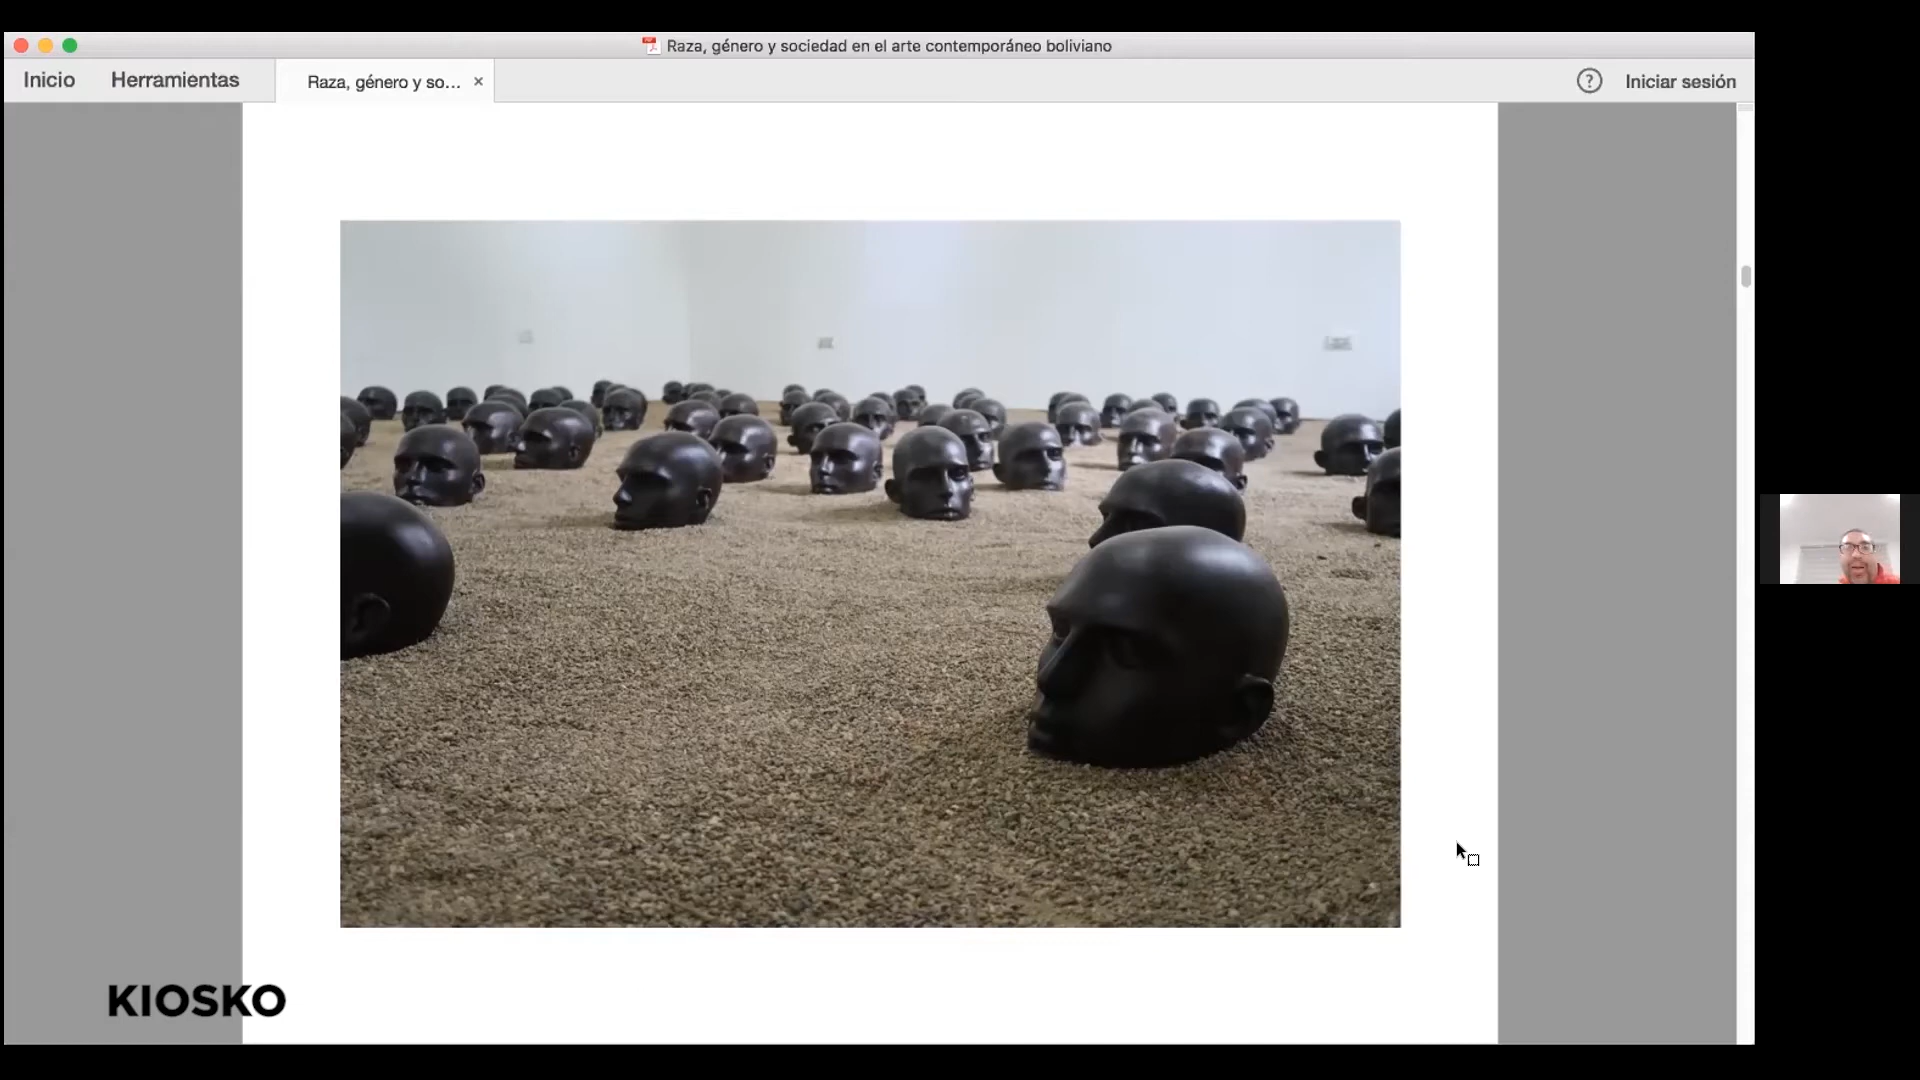 Raza, género y sociedad en el arte contemporáneo boliviano
Inicio Herramientas Raza, género y so... × ? Iniciar sesión
KIOSKO